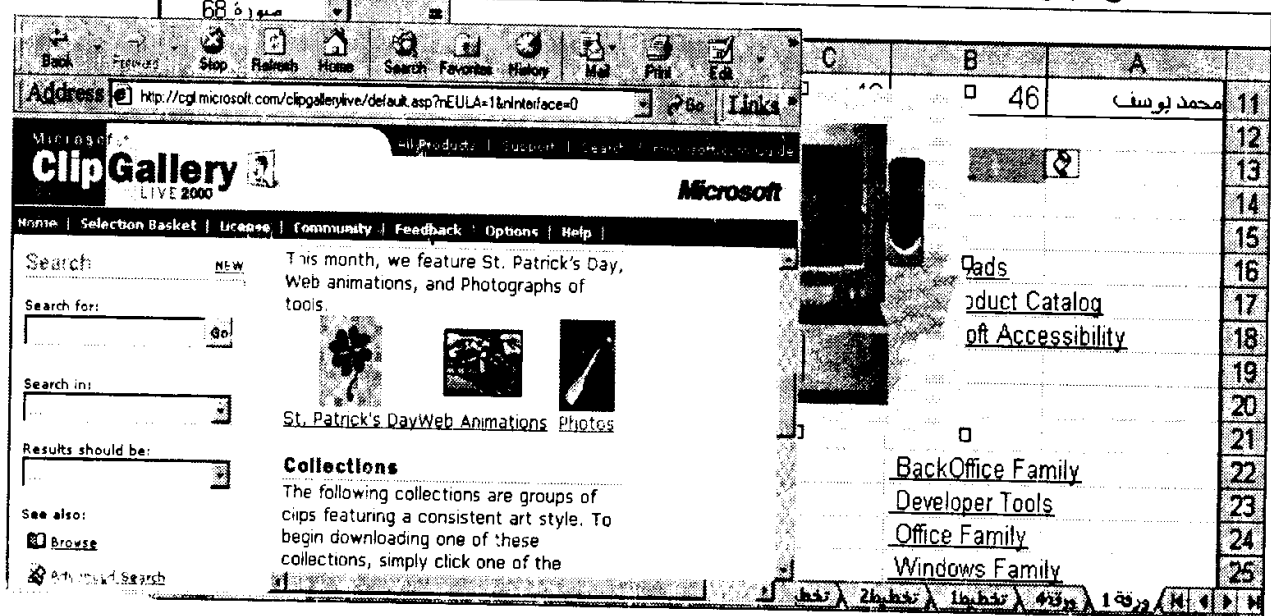 صورة 68
Back Forward Stop Refresh Home Search Favorites History Mail Print Edit
Address http://cgl.microsoft.com/clipgallerylive/default.asp?nEULA=1&nInterface=0 Go Links
Microsoft
ClipGallery
LIVE 2000
All Products | Support | Search | microsoft.com Guide
Microsoft
Home | Selection Basket | License | Community | Feedback | Options | Help |
Search NEW
Search for:
Go
Search in:
Results should be:
See also:
Browse
Advanced Search
This month, we feature St. Patrick's Day,
Web animations, and Photographs of
tools.
St. Patrick's Day Web Animations Photos
Collections
The following collections are groups of
clips featuring a consistent art style. To
begin downloading one of these
collections, simply click one of the
C B A
46 محمد يوسف 11
12
13
14
15
ads 16
oduct Catalog 17
oft Accessibility 18
19
20
21
BackOffice Family 22
Developer Tools 23
Office Family 24
Windows Family 25
ورقة 1 ورقة4 تخطيط1 تخطيط2 تخط